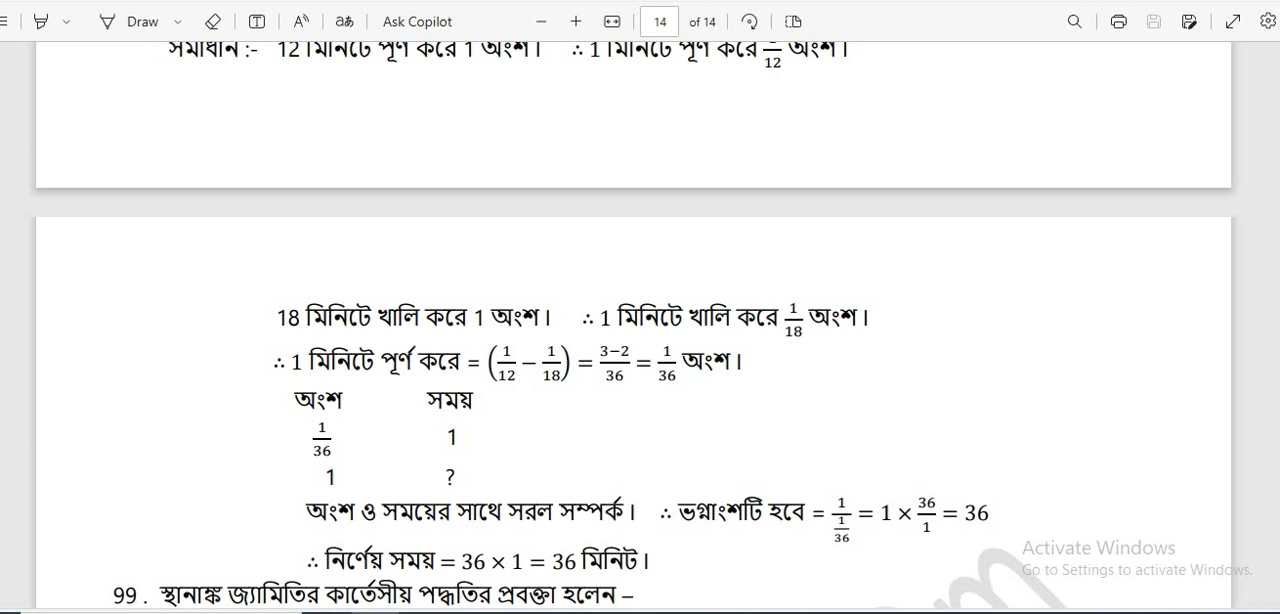 Draw aあ Ask Copilot 14 of 14
সমাধান :- 12 মিনিটে পূর্ণ করে 1 অংশ। ∴ 1 মিনিটে পূর্ণ করে 1/12 অংশ।
18 মিনিটে খালি করে 1 অংশ। ∴ 1 মিনিটে খালি করে 1/18 অংশ।
∴ 1 মিনিটে পূর্ণ করে = (1/12 − 1/18) = 3−2/36 = 1/36 অংশ।
অংশ সময়
1/36 1
1 ?
অংশ ও সময়ের সাথে সরল সম্পর্ক। ∴ ভগ্নাংশটি হবে = 1/(1/36) = 1 × 36/1 = 36
∴ নির্ণেয় সময় = 36 × 1 = 36 মিনিট।
Activate Windows
Go to Settings to activate Windows.
99 . স্থানাঙ্ক জ্যামিতির কার্তেসীয় পদ্ধতির প্রবক্তা হলেন –